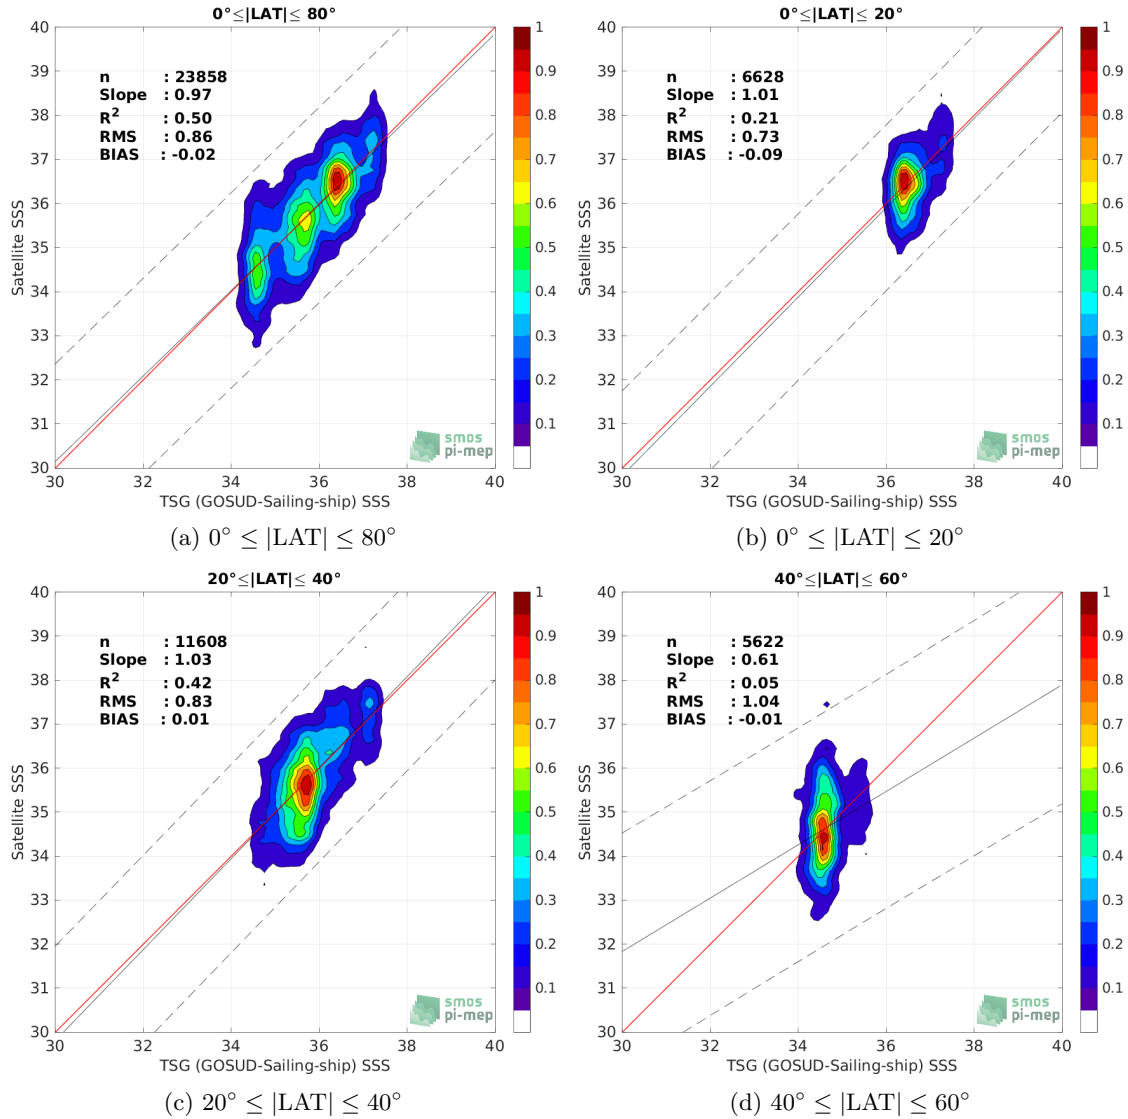 0°≤|LAT|≤ 80°
n : 23858
Slope : 0.97
R² : 0.50
RMS : 0.86
BIAS : -0.02
Satellite SSS
40
39
38
37
36
35
34
33
32
31
30
30 32 34 36 38 40
TSG (GOSUD-Sailing-ship) SSS
1
0.9
0.8
0.7
0.6
0.5
0.4
0.3
0.2
0.1
smos
pi-mep
(a) 0° ≤ |LAT| ≤ 80°
0°≤|LAT|≤ 20°
n : 6628
Slope : 1.01
R² : 0.21
RMS : 0.73
BIAS : -0.09
Satellite SSS
40
39
38
37
36
35
34
33
32
31
30
30 32 34 36 38 40
TSG (GOSUD-Sailing-ship) SSS
1
0.9
0.8
0.7
0.6
0.5
0.4
0.3
0.2
0.1
smos
pi-mep
(b) 0° ≤ |LAT| ≤ 20°
20°≤|LAT|≤ 40°
n : 11608
Slope : 1.03
R² : 0.42
RMS : 0.83
BIAS : 0.01
Satellite SSS
40
39
38
37
36
35
34
33
32
31
30
30 32 34 36 38 40
TSG (GOSUD-Sailing-ship) SSS
1
0.9
0.8
0.7
0.6
0.5
0.4
0.3
0.2
0.1
smos
pi-mep
(c) 20° ≤ |LAT| ≤ 40°
40°≤|LAT|≤ 60°
n : 5622
Slope : 0.61
R² : 0.05
RMS : 1.04
BIAS : -0.01
Satellite SSS
40
39
38
37
36
35
34
33
32
31
30
30 32 34 36 38 40
TSG (GOSUD-Sailing-ship) SSS
1
0.9
0.8
0.7
0.6
0.5
0.4
0.3
0.2
0.1
smos
pi-mep
(d) 40° ≤ |LAT| ≤ 60°